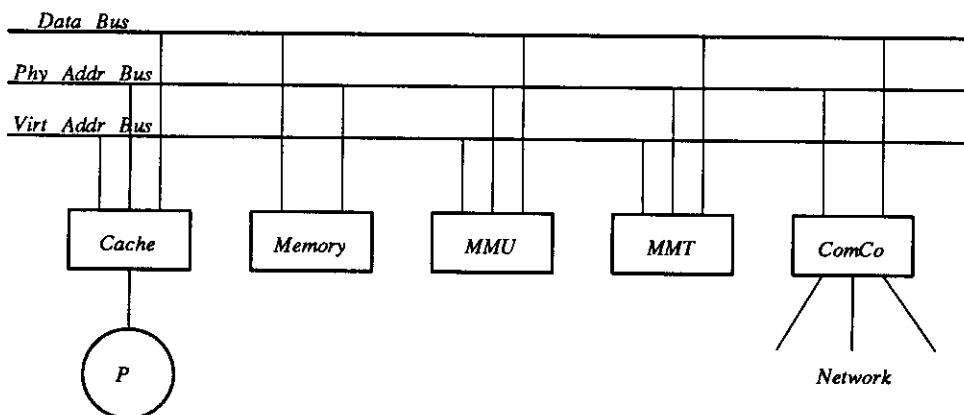 Data Bus
Phy Addr Bus
Virt Addr Bus
Cache
Memory
MMU
MMT
ComCo
P
Network